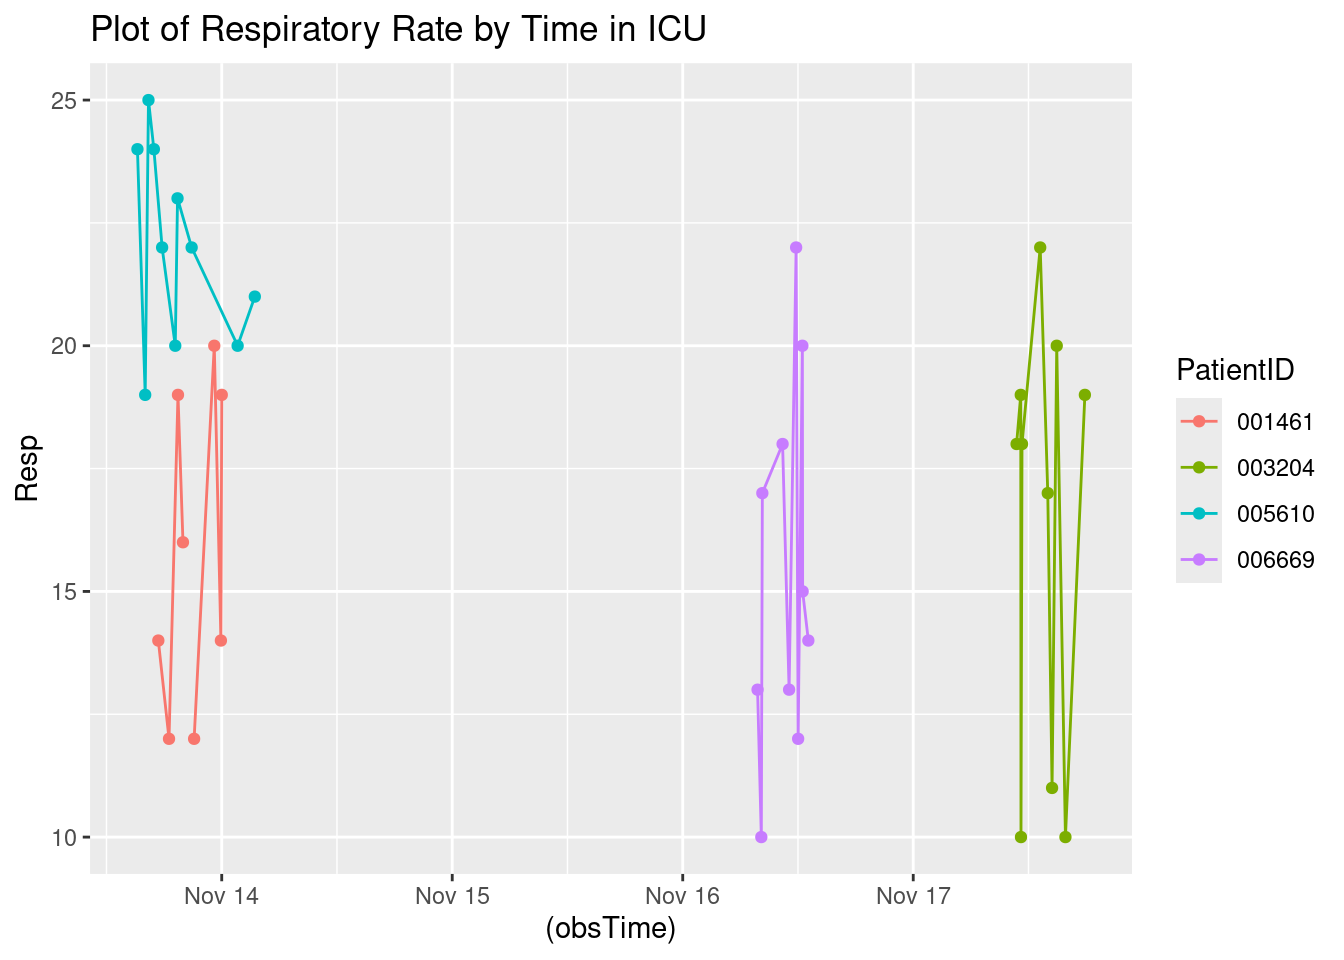 Plot of Respiratory Rate by Time in ICU
25
20
15
10
Resp
Nov 14
Nov 15
Nov 16
Nov 17
(obsTime)
PatientID
001461
003204
005610
006669